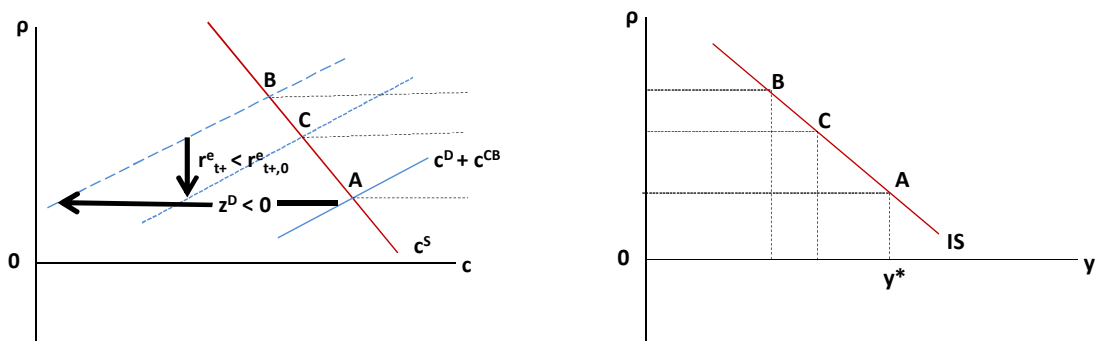 ρ
B
C
r^e_{t+} < r^e_{t+,0}
A
c^D + c^{CB}
z^D < 0
c^S
0
c
ρ
B
C
A
IS
0
y
y*